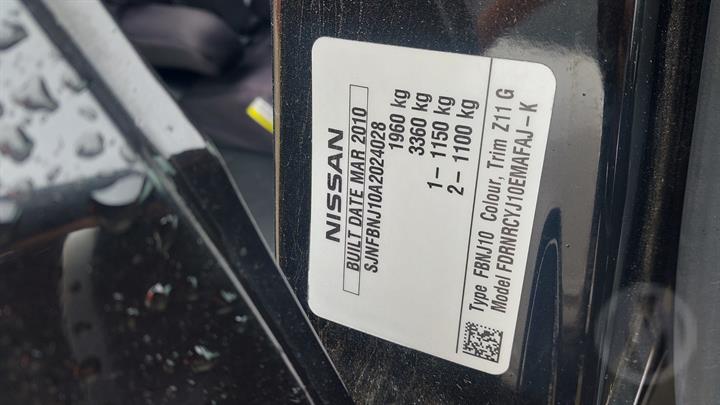 NISSAN
BUILT DATE MAR 2010
SJNFBNJ10A2024028
1960 kg
3360 kg
1 – 1150 kg
2 – 1100 kg
Type FBNJ10 Colour, Trim Z11 G
Model FDRNRCYJ10EMAFAJ – K